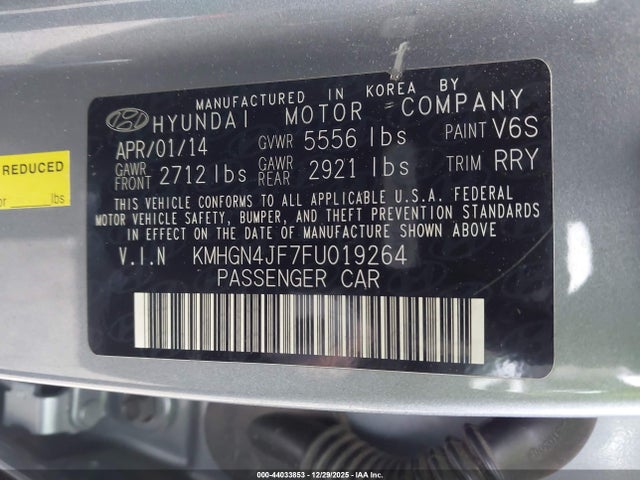 MANUFACTURED IN KOREA BY
HYUNDAI MOTOR COMPANY
APR/01/14 GVWR 5556 lbs PAINT V6S
GAWR FRONT 2712 lbs GAWR REAR 2921 lbs TRIM RRY
THIS VEHICLE CONFORMS TO ALL APPLICABLE U.S.A. FEDERAL
MOTOR VEHICLE SAFETY, BUMPER, AND THEFT PREVENTION STANDARDS
IN EFFECT ON THE DATE OF MANUFACTURE SHOWN ABOVE.
V.I.N KMHGN4JF7FU019264
PASSENGER CAR
REDUCED
or lbs
000-44033853 | 12/29/2025 | IAA Inc.